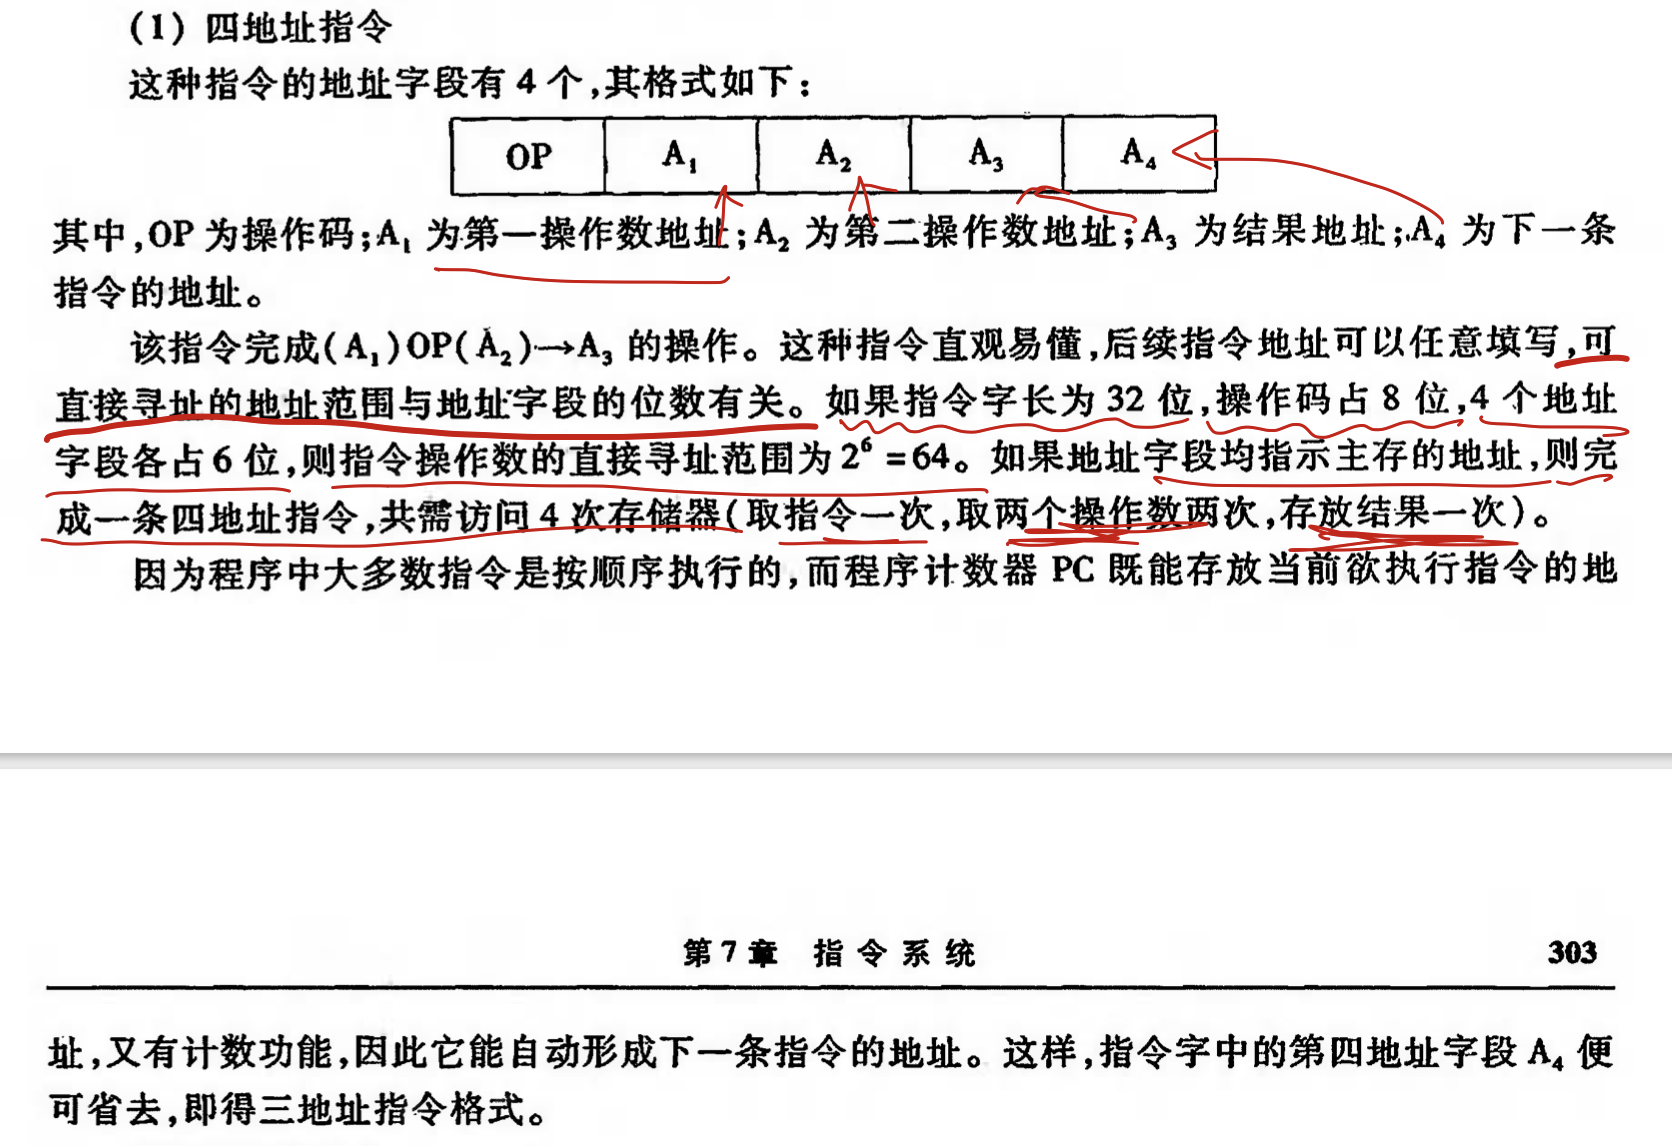 (1) 四地址指令
这种指令的地址字段有 4 个,其格式如下:
OP A₁ A₂ A₃ A₄
其中,OP 为操作码;A₁ 为第一操作数地址;A₂ 为第二操作数地址;A₃ 为结果地址;A₄ 为下一条
指令的地址。
该指令完成(A₁)OP(A₂)→A₃ 的操作。这种指令直观易懂,后续指令地址可以任意填写,可
直接寻址的地址范围与地址字段的位数有关。如果指令字长为 32 位,操作码占 8 位,4 个地址
字段各占 6 位,则指令操作数的直接寻址范围为 2⁶ =64。如果地址字段均指示主存的地址,则完
成一条四地址指令,共需访问 4 次存储器(取指令一次,取两个操作数两次,存放结果一次)。
因为程序中大多数指令是按顺序执行的,而程序计数器 PC 既能存放当前欲执行指令的地
第 7 章 指令系统 303
址,又有计数功能,因此它能自动形成下一条指令的地址。这样,指令字中的第四地址字段 A₄ 便
可省去,即得三地址指令格式。